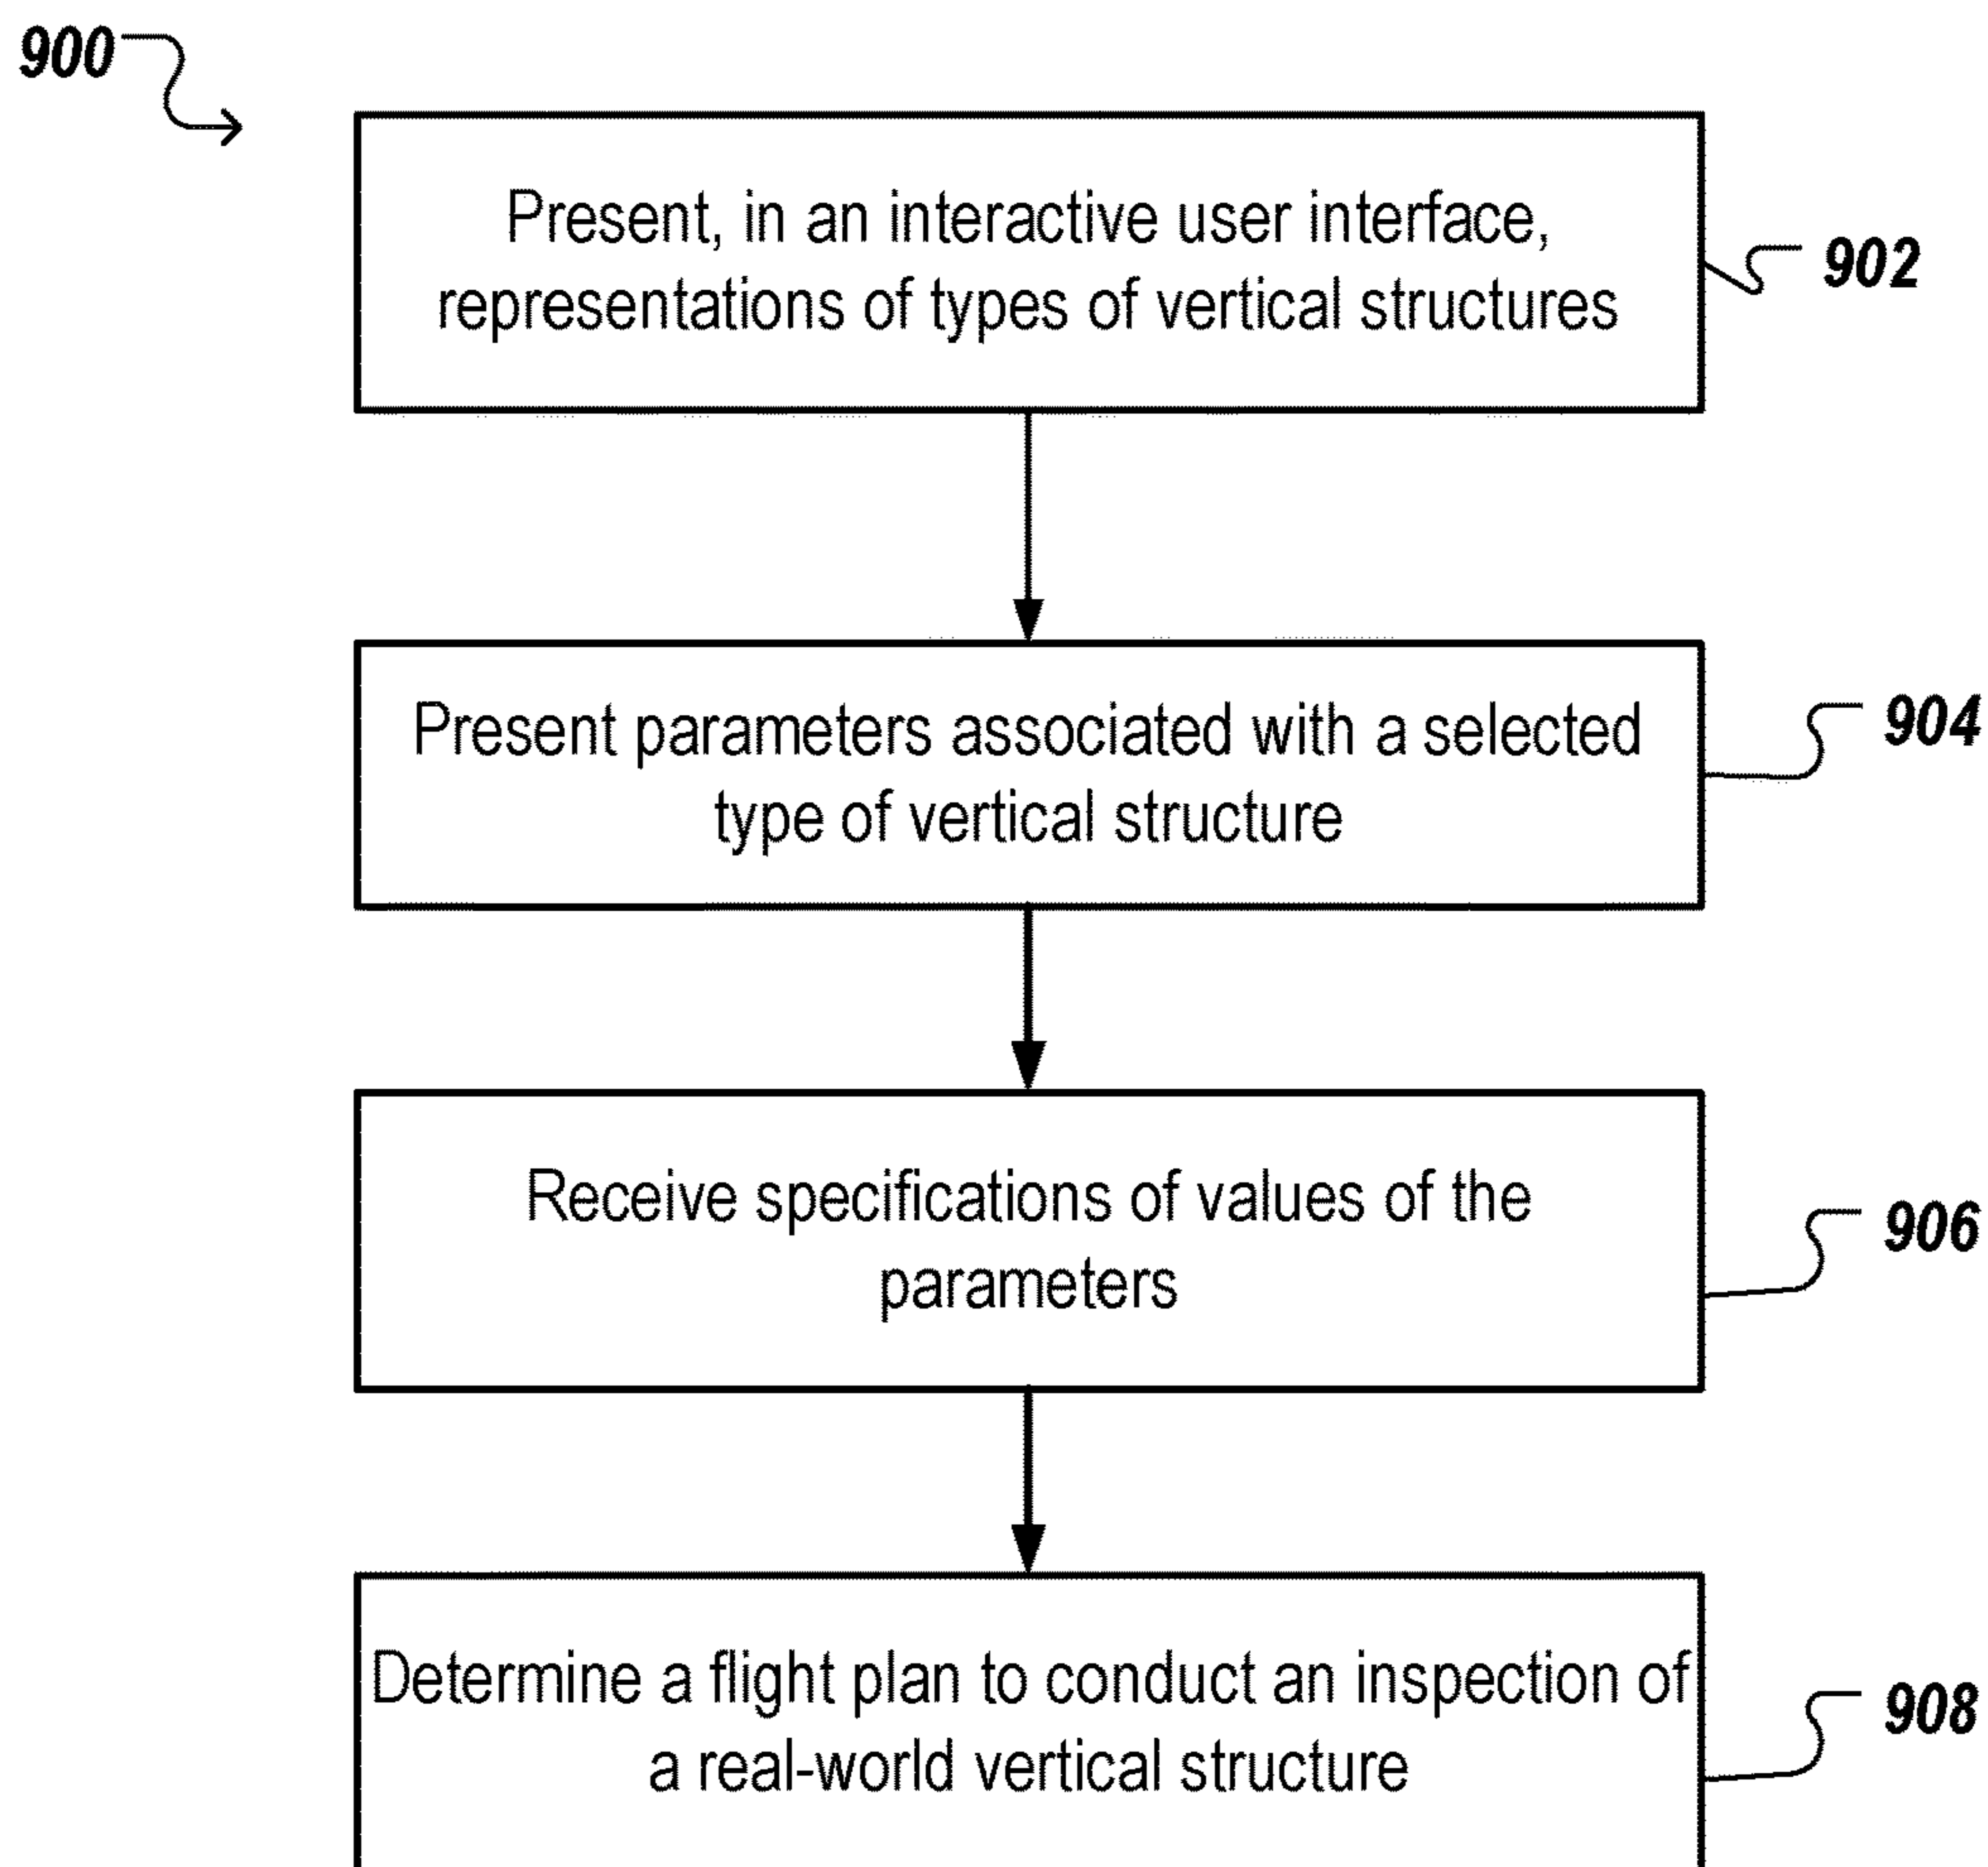 900
Present, in an interactive user interface,
representations of types of vertical structures
902
Present parameters associated with a selected
type of vertical structure
904
Receive specifications of values of the
parameters
906
Determine a flight plan to conduct an inspection of
a real-world vertical structure
908